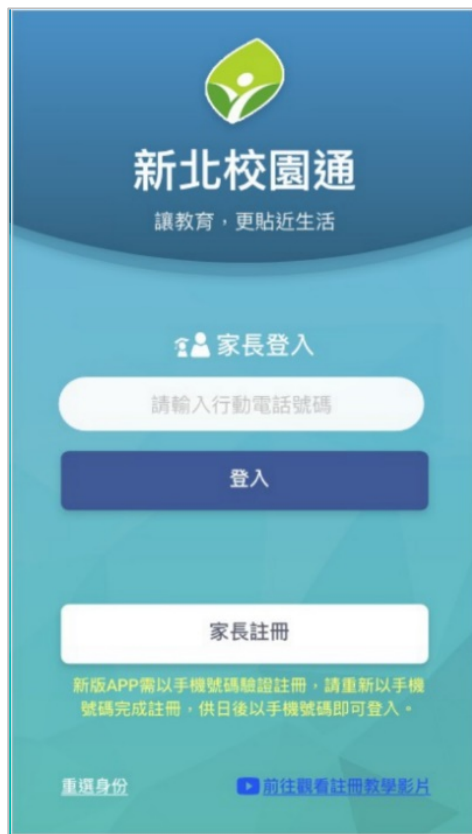 新北校園通
讓教育，更貼近生活
家長登入
請輸入行動電話號碼
登入
家長註冊
新版APP需以手機號碼驗證註冊，請重新以手機
號碼完成註冊，供日後以手機號碼即可登入。
重選身份
前往觀看註冊教學影片